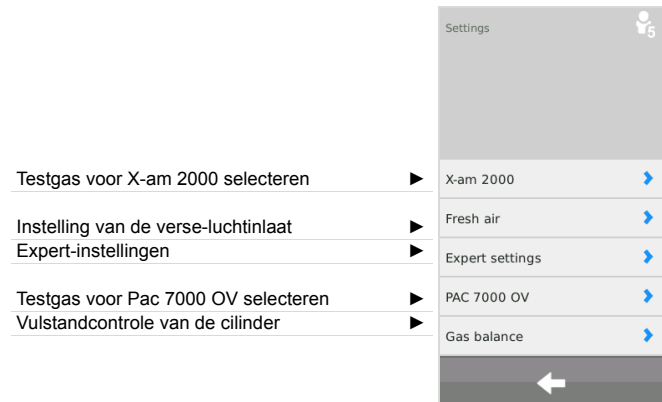 Settings
5
Testgas voor X-am 2000 selecteren ►
X-am 2000
Instelling van de verse-luchtinlaat ►
Fresh air
Expert-instellingen ►
Expert settings
Testgas voor Pac 7000 OV selecteren ►
PAC 7000 OV
Vulstandcontrole van de cilinder ►
Gas balance